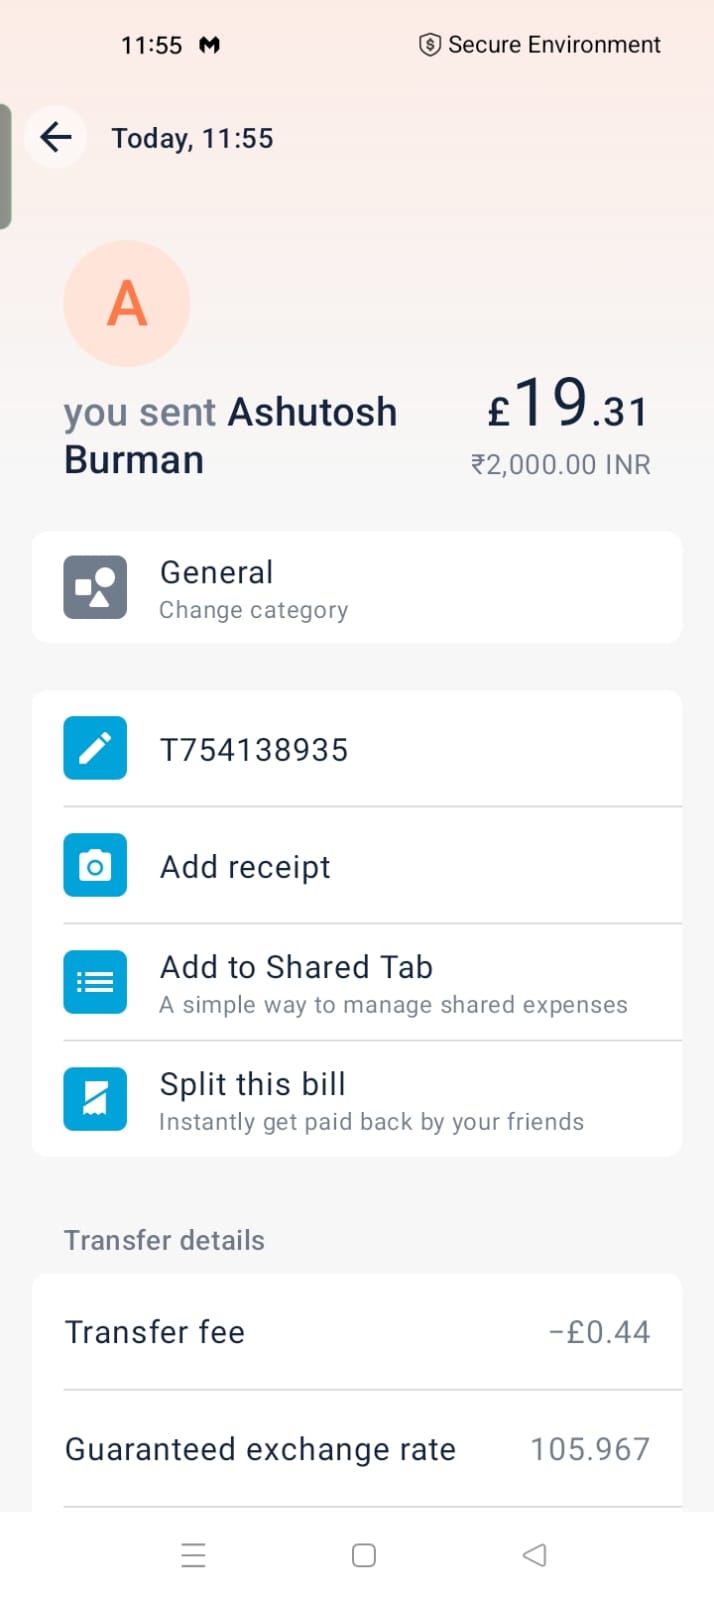 11:55
Secure Environment
Today, 11:55
A
you sent Ashutosh
Burman
£19.31
₹2,000.00 INR
General
Change category
T754138935
Add receipt
Add to Shared Tab
A simple way to manage shared expenses
Split this bill
Instantly get paid back by your friends
Transfer details
Transfer fee
-£0.44
Guaranteed exchange rate
105.967